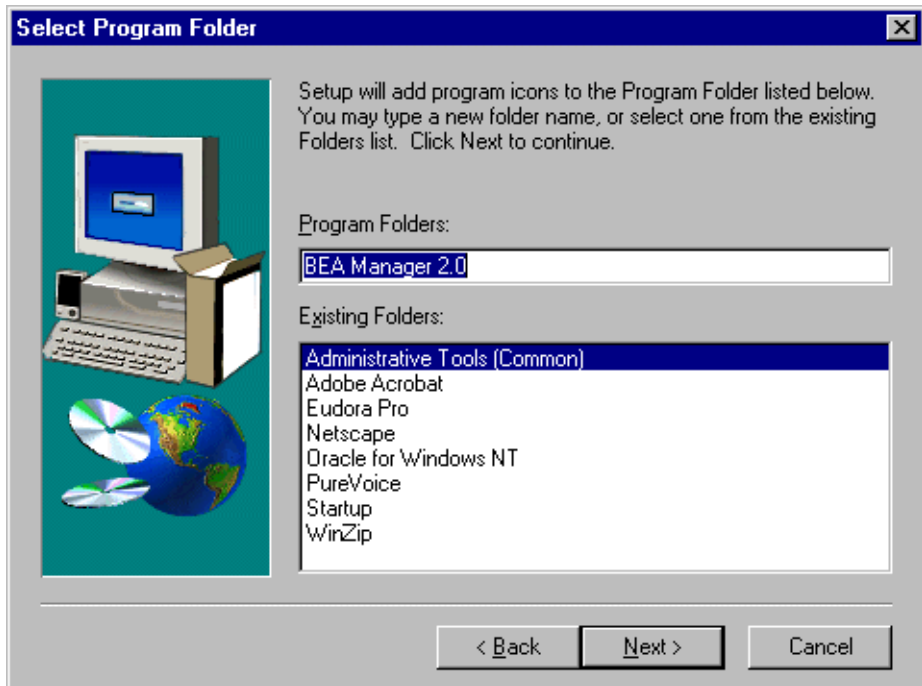 Select Program Folder
Setup will add program icons to the Program Folder listed below.
You may type a new folder name, or select one from the existing
Folders list.  Click Next to continue.
Program Folders:
BEA Manager 2.0
Existing Folders:
Administrative Tools (Common)
Adobe Acrobat
Eudora Pro
Netscape
Oracle for Windows NT
PureVoice
Startup
WinZip
< Back
Next >
Cancel